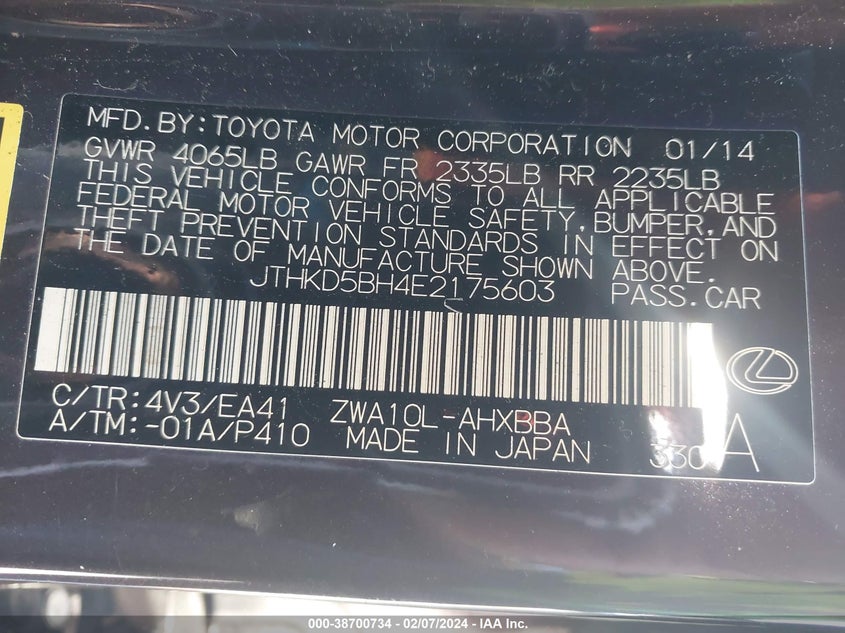 MFD.BY:TOYOTA MOTOR CORPORATION 01/14
GVWR 4065LB GAWR FR 2335LB RR 2235LB
THIS VEHICLE CONFORMS TO ALL APPLICABLE
FEDERAL MOTOR VEHICLE SAFETY,BUMPER,AND
THEFT PREVENTION STANDARDS IN EFFECT ON
THE DATE OF MANUFACTURE SHOWN ABOVE.
JTHKD5BH4E2175603 PASS.CAR
C/TR:4V3/EA41 ZWA10L-AHXBBA
A/TM:-01A/P410 MADE IN JAPAN 330 A
000-38700734 - 02/07/2024 - IAA Inc.